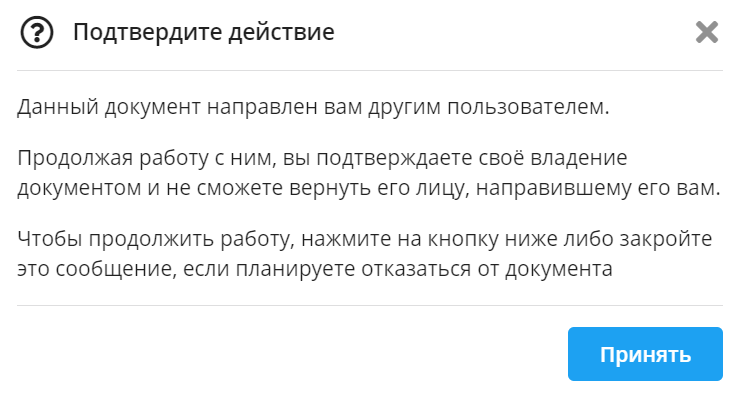 Подтвердите действие
Данный документ направлен вам другим пользователем.
Продолжая работу с ним, вы подтверждаете своё владение
документом и не сможете вернуть его лицу, направившему его вам.
Чтобы продолжить работу, нажмите на кнопку ниже либо закройте
это сообщение, если планируете отказаться от документа
Принять